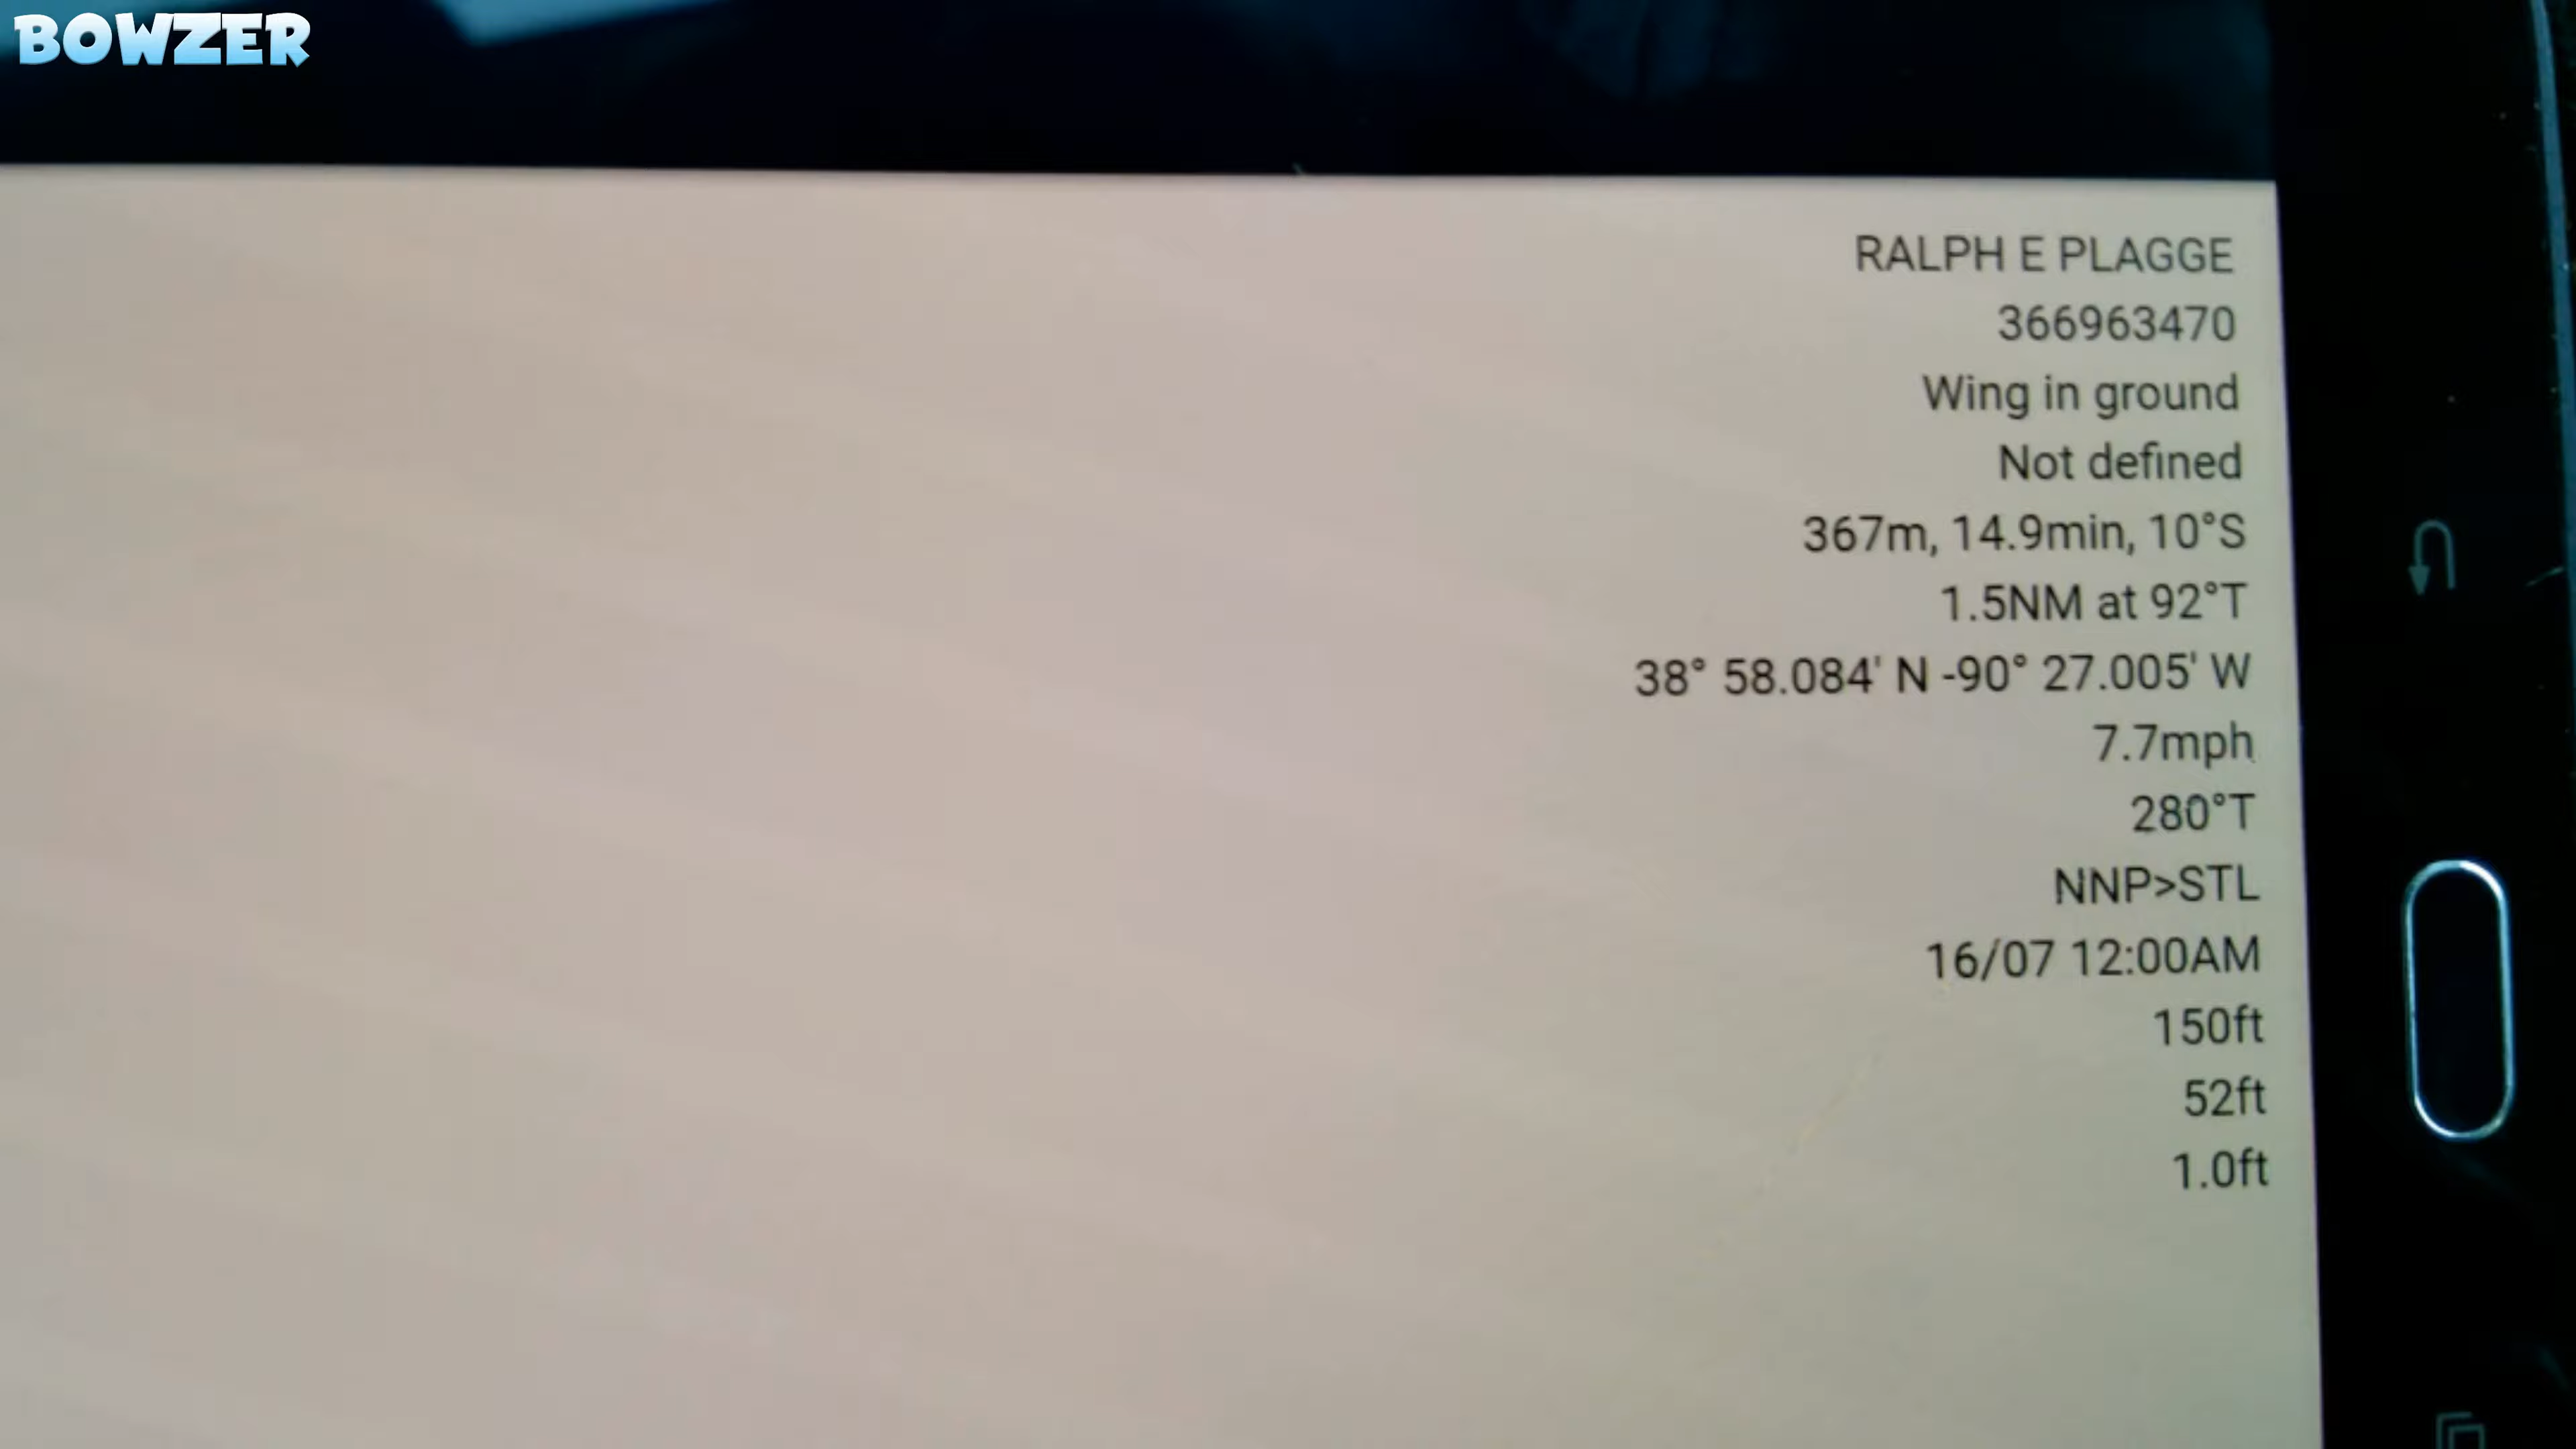 BOWZER
RALPH E PLAGGE
366963470
Wing in ground
Not defined
367m, 14.9min, 10°S
1.5NM at 92°T
38° 58.084' N -90° 27.005' W
7.7mph
280°T
NNP>STL
16/07 12:00AM
150ft
52ft
1.0ft